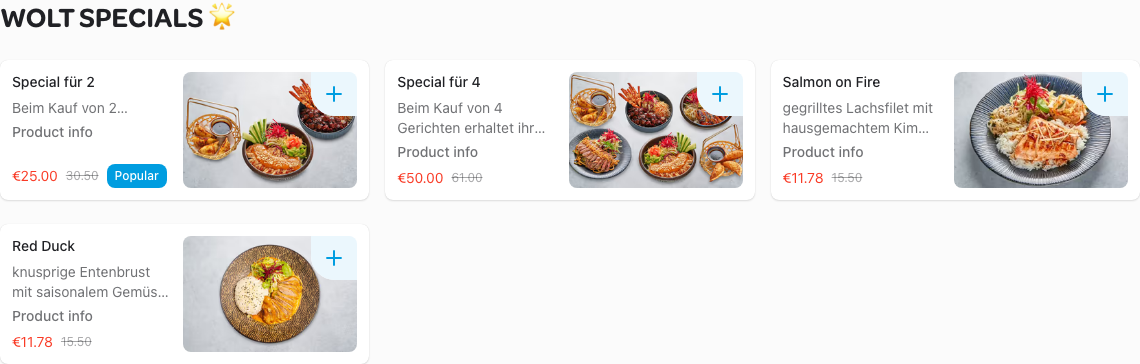 WOLT SPECIALS 🌟
Special für 2
Beim Kauf von 2...
Product info
€25.00 30.50 Popular
Special für 4
Beim Kauf von 4
Gerichten erhaltet ihr...
Product info
€50.00 61.00
Salmon on Fire
gegrilltes Lachsfilet mit
hausgemachtem Kim...
Product info
€11.78 15.50
Red Duck
knusprige Entenbrust
mit saisonalem Gemüs...
Product info
€11.78 15.50